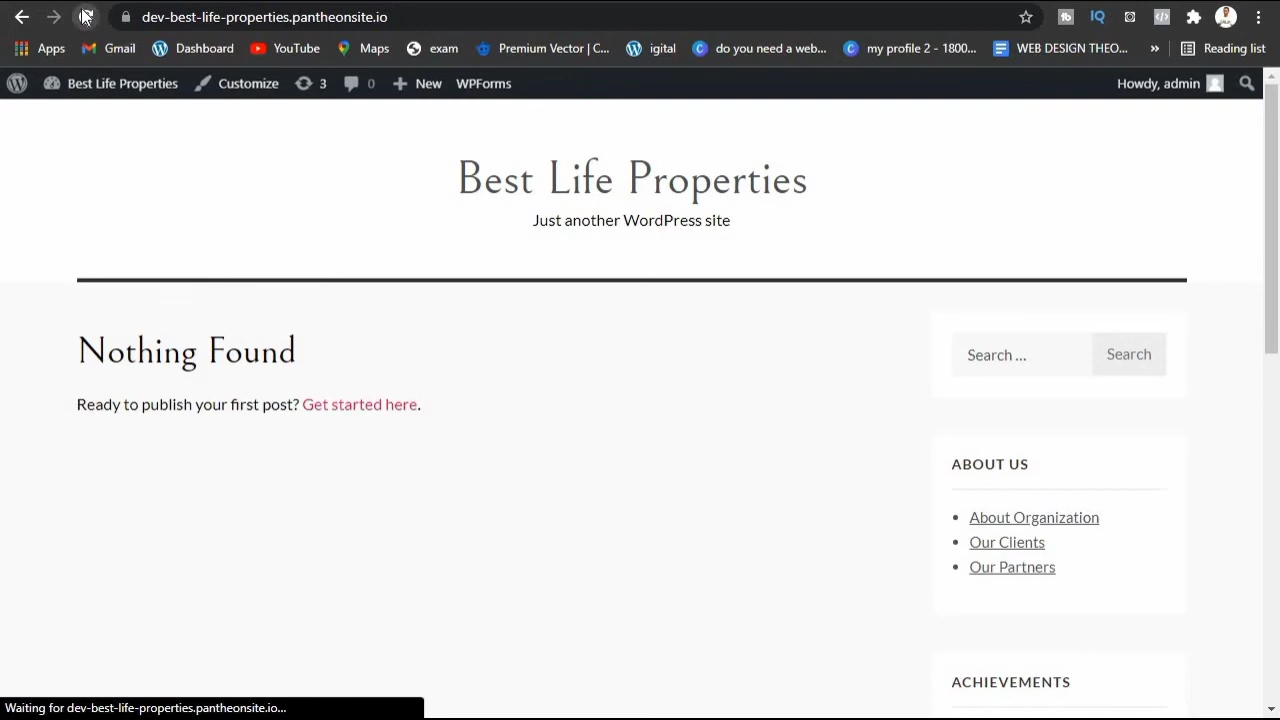 dev-best-life-properties.pantheonsite.io
Apps Gmail Dashboard YouTube Maps exam Premium Vector | C... igital do you need a web... my profile 2 - 1800... WEB DESIGN THEO... » Reading list
Best Life Properties Customize 3 0 New WPForms Howdy, admin
Best Life Properties
Just another WordPress site
Nothing Found
Ready to publish your first post? Get started here.
Search ... Search
ABOUT US
About Organization
Our Clients
Our Partners
ACHIEVEMENTS
Waiting for dev-best-life-properties.pantheonsite.io...